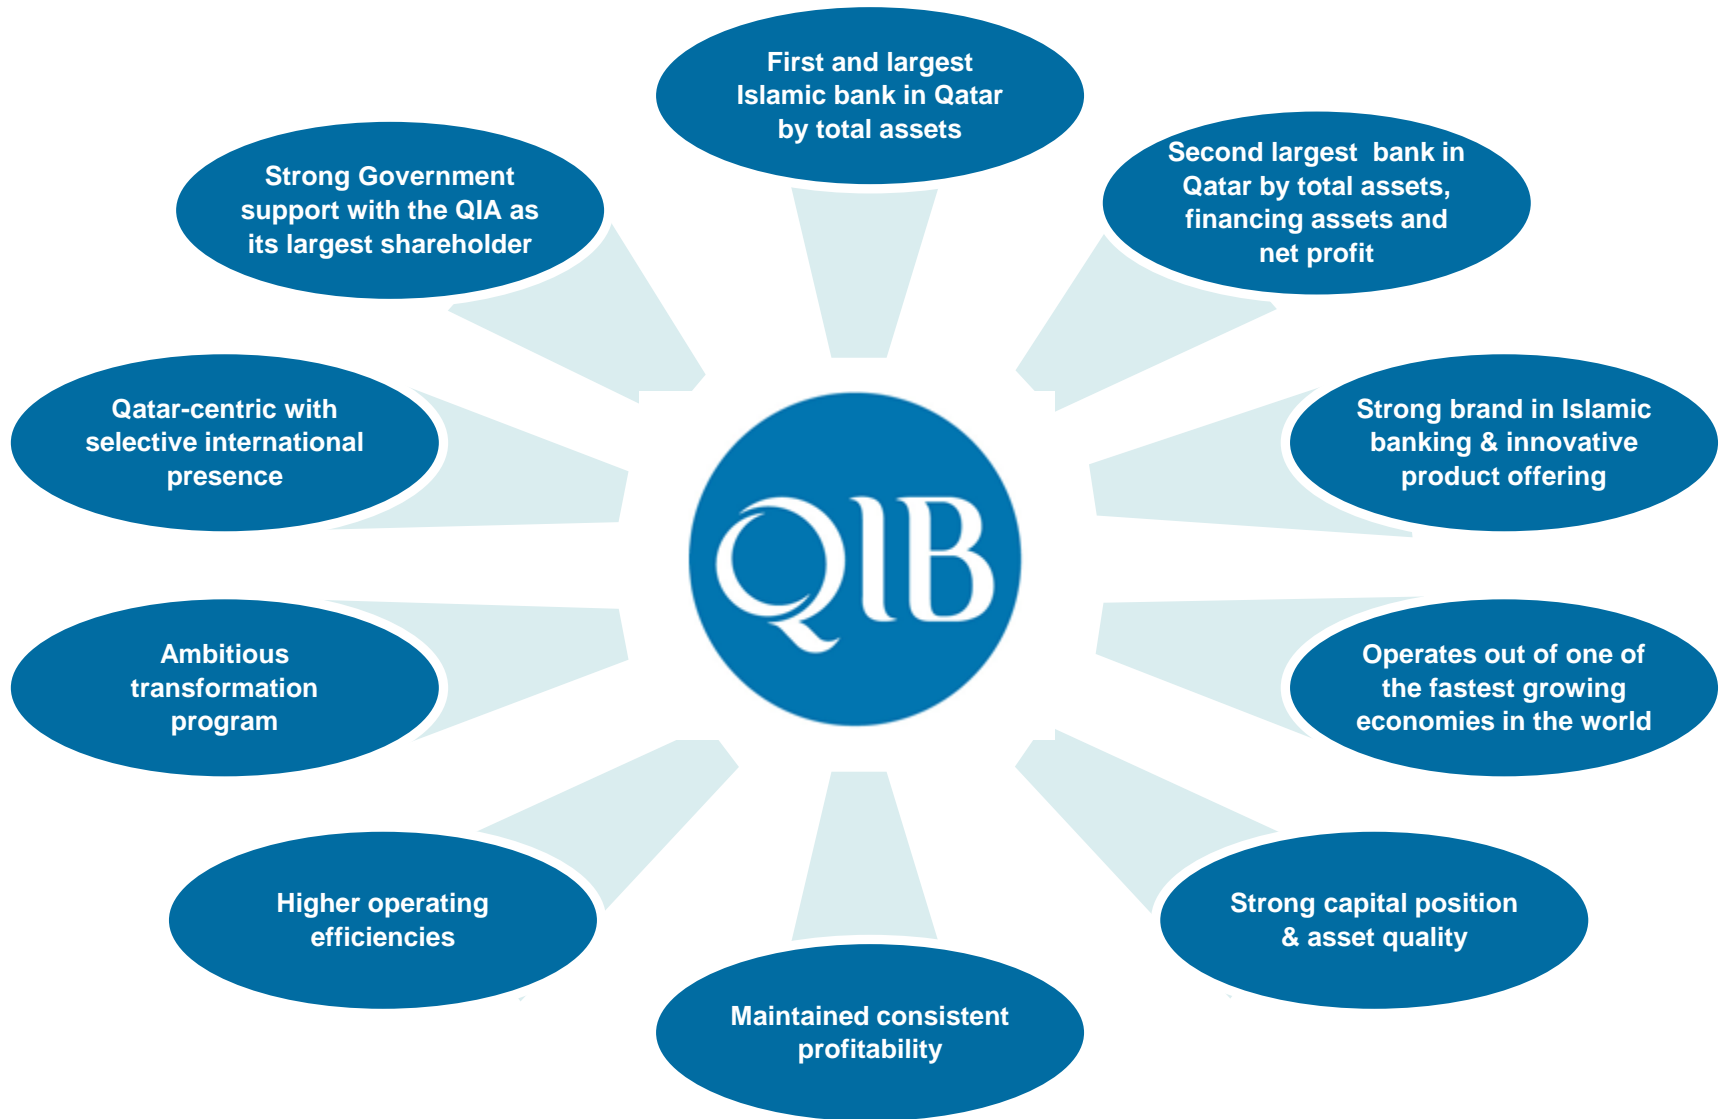 First and largest
Islamic bank in Qatar
by total assets
Second largest  bank in
Qatar by total assets,
financing assets and
net profit
Strong Government
support with the QIA as
its largest shareholder
Qatar-centric with
selective international
presence
Strong brand in Islamic
banking & innovative
product offering
QIB
Ambitious
transformation
program
Operates out of one of
the fastest growing
economies in the world
Higher operating
efficiencies
Strong capital position
& asset quality
Maintained consistent
profitability